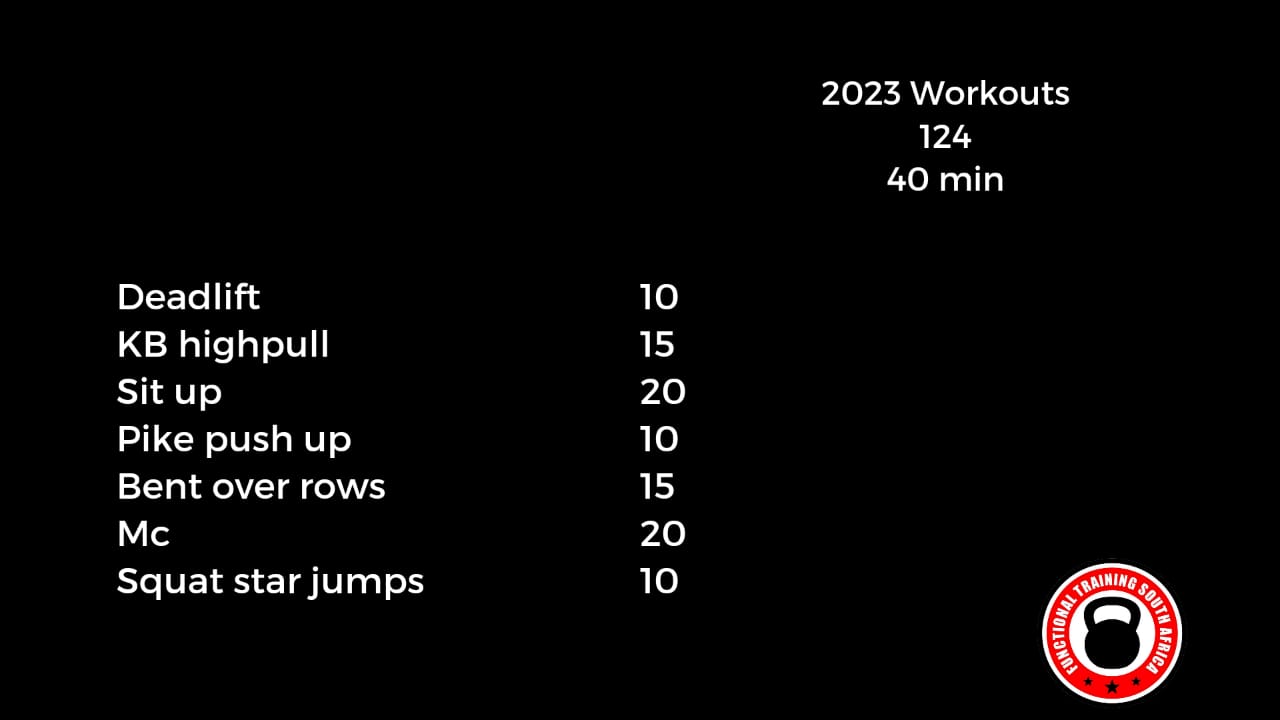 2023 Workouts
124
40 min
Deadlift 10
KB highpull 15
Sit up 20
Pike push up 10
Bent over rows 15
Mc 20
Squat star jumps 10
FUNCTIONAL TRAINING SOUTH AFRICA